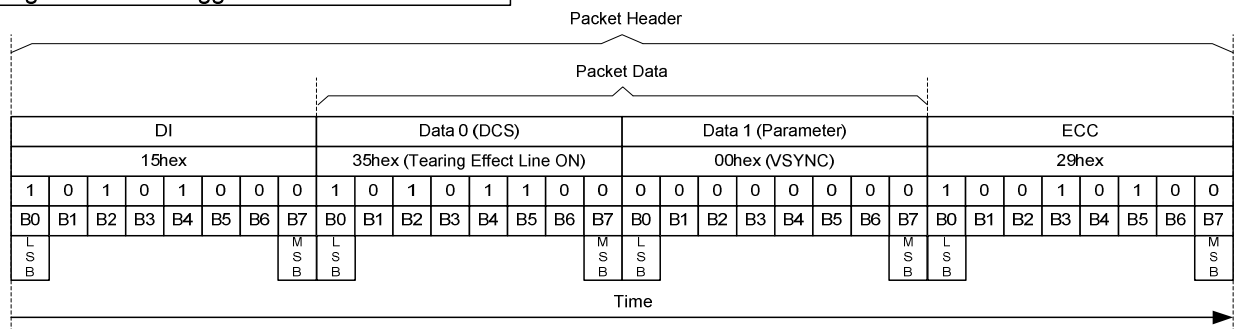 Packet Header
Packet Data
DI Data 0 (DCS) Data 1 (Parameter) ECC
15hex 35hex (Tearing Effect Line ON) 00hex (VSYNC) 29hex
1 0 1 0 1 0 0 0 1 0 1 0 1 1 0 0 0 0 0 0 0 0 0 0 1 0 0 1 0 1 0 0
B0 B1 B2 B3 B4 B5 B6 B7 B0 B1 B2 B3 B4 B5 B6 B7 B0 B1 B2 B3 B4 B5 B6 B7 B0 B1 B2 B3 B4 B5 B6 B7
LSB MSB LSB MSB LSB MSB LSB MSB
Time